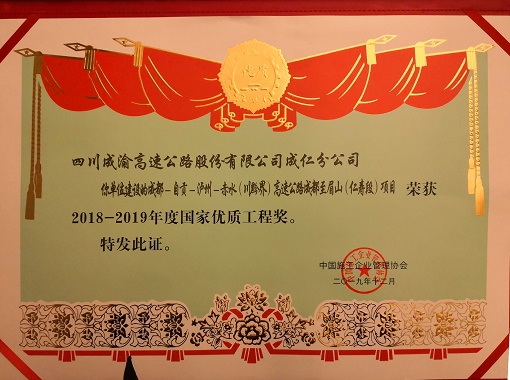 四川成渝高速公路股份有限公司成仁分公司
你单位建设的成都-自贡-泸州-赤水(川黔界)高速公路成都至眉山(仁寿段)项目 荣获
2018-2019年度国家优质工程奖。
特发此证。
中国施工企业管理协会
二〇一九年十二月